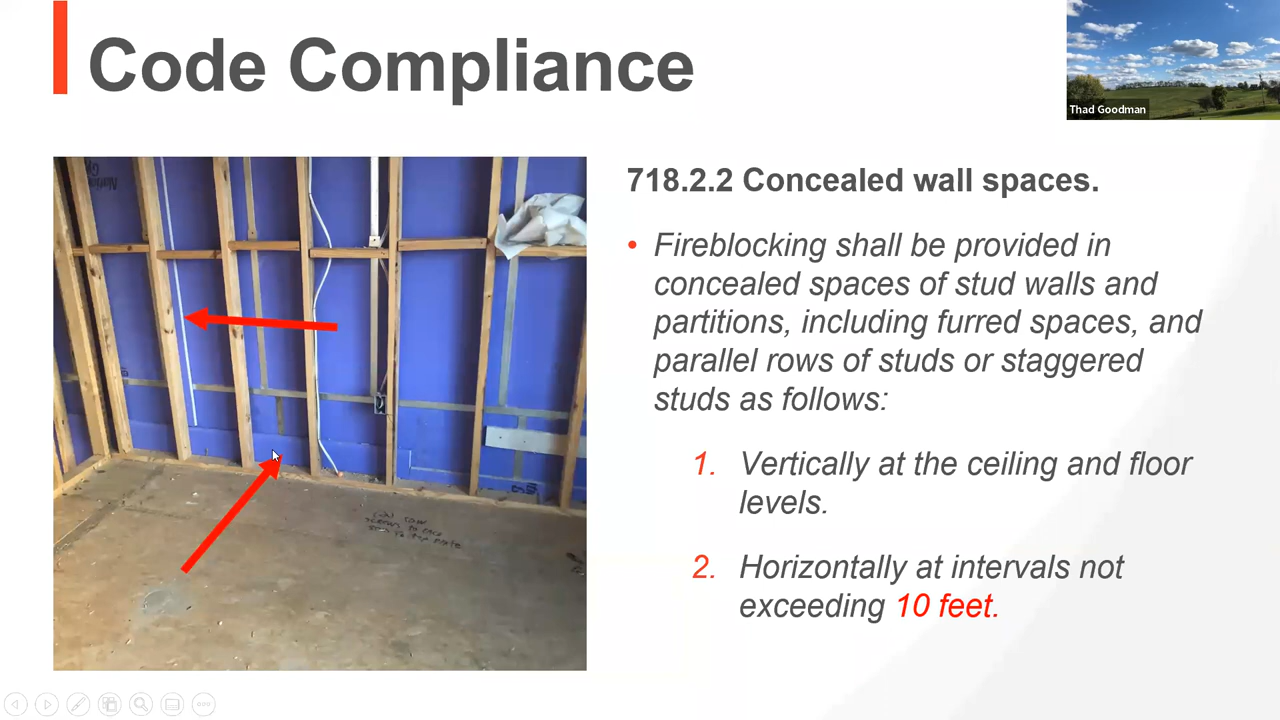 Code Compliance
Thad Goodman
718.2.2 Concealed wall spaces.
• Fireblocking shall be provided in
concealed spaces of stud walls and
partitions, including furred spaces, and
parallel rows of studs or staggered
studs as follows:
1. Vertically at the ceiling and floor
levels.
2. Horizontally at intervals not
exceeding 10 feet.